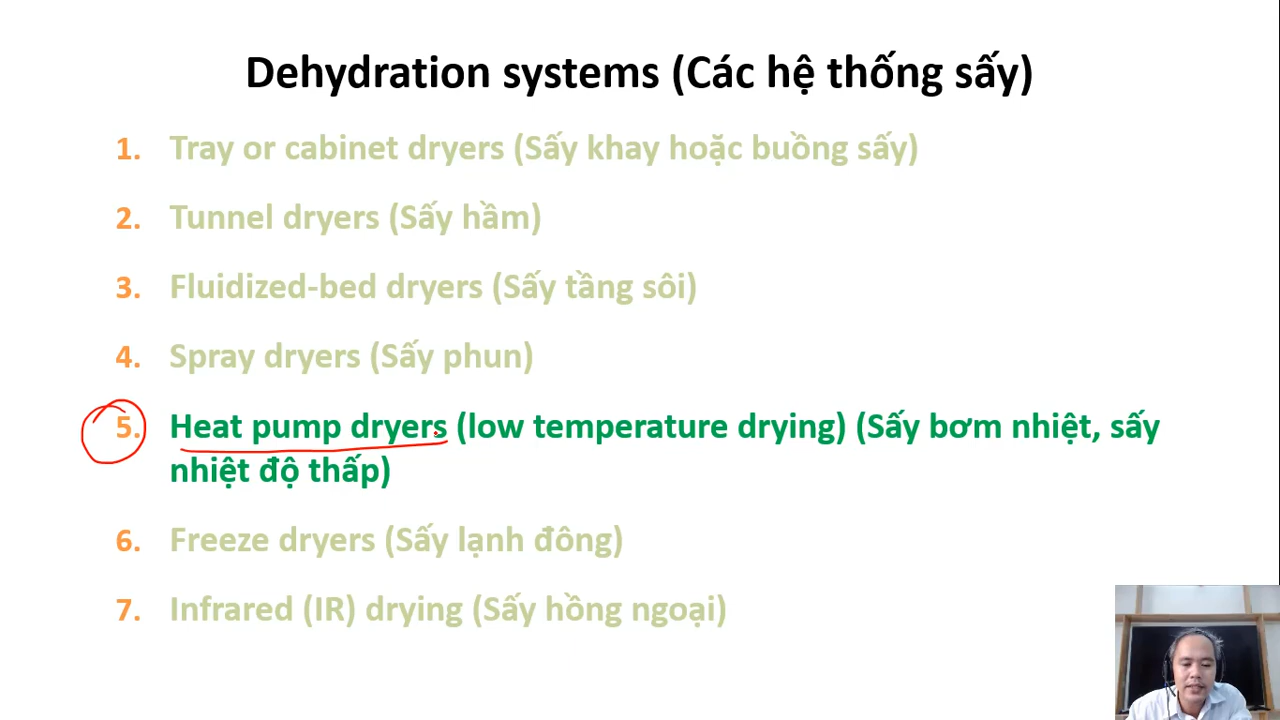 Dehydration systems (Các hệ thống sấy)
1. Tray or cabinet dryers (Sấy khay hoặc buồng sấy)
2. Tunnel dryers (Sấy hầm)
3. Fluidized-bed dryers (Sấy tầng sôi)
4. Spray dryers (Sấy phun)
5. Heat pump dryers (low temperature drying) (Sấy bơm nhiệt, sấy
nhiệt độ thấp)
6. Freeze dryers (Sấy lạnh đông)
7. Infrared (IR) drying (Sấy hồng ngoại)